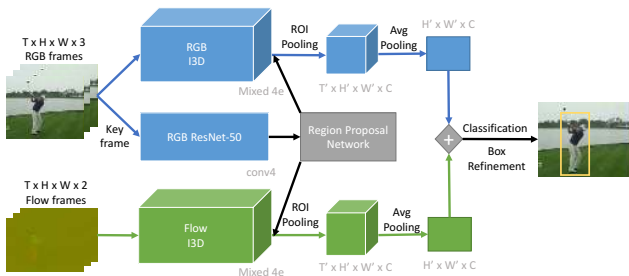 T x H x W x 3
RGB frames
Key
frame
RGB
I3D
Mixed 4e
RGB ResNet-50
conv4
ROI
Pooling
T' x H' x W' x C
Avg
Pooling
H' x W' x C
Region Proposal
Network
+
Classification
Box
Refinement
T x H x W x 2
Flow frames
Flow
I3D
Mixed 4e
ROI
Pooling
T' x H' x W' x C
Avg
Pooling
H' x W' x C